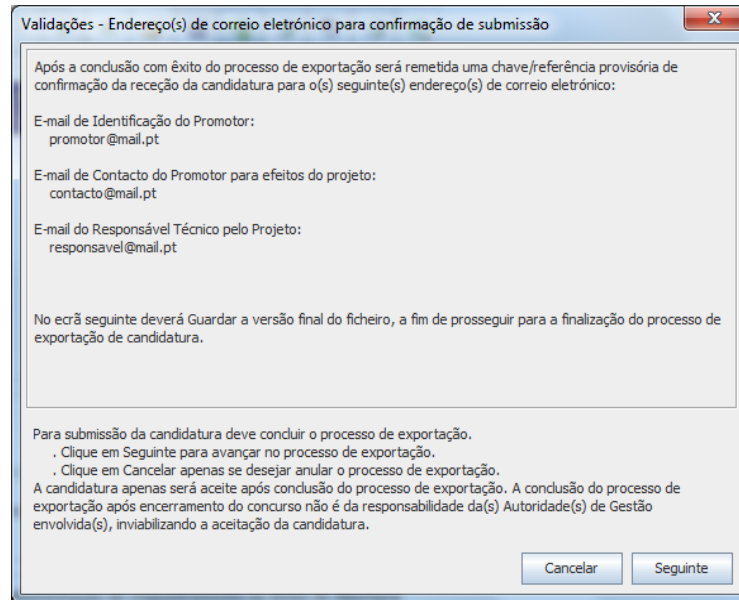 Validações - Endereço(s) de correio eletrónico para confirmação de submissão
Após a conclusão com êxito do processo de exportação será remetida uma chave/referência provisória de
confirmação da receção da candidatura para o(s) seguinte(s) endereço(s) de correio eletrónico:
E-mail de Identificação do Promotor:
promotor@mail.pt
E-mail de Contacto do Promotor para efeitos do projeto:
contacto@mail.pt
E-mail do Responsável Técnico pelo Projeto:
responsavel@mail.pt
No ecrã seguinte deverá Guardar a versão final do ficheiro, a fim de prosseguir para a finalização do processo de
exportação de candidatura.
Para submissão da candidatura deve concluir o processo de exportação.
. Clique em Seguinte para avançar no processo de exportação.
. Clique em Cancelar apenas se desejar anular o processo de exportação.
A candidatura apenas será aceite após conclusão do processo de exportação. A conclusão do processo de
exportação após encerramento do concurso não é da responsabilidade da(s) Autoridade(s) de Gestão
envolvida(s), inviabilizando a aceitação da candidatura.
Cancelar Seguinte